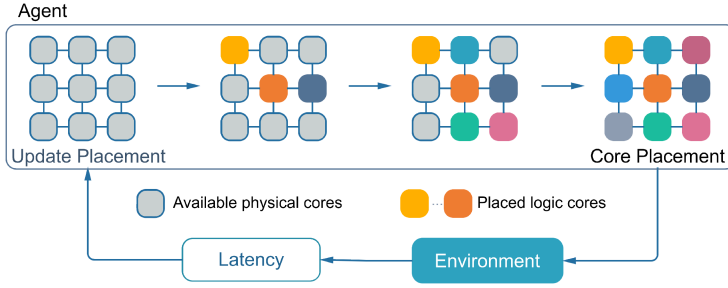 Agent
Update Placement
Core Placement
Available physical cores
...
Placed logic cores
Latency
Environment